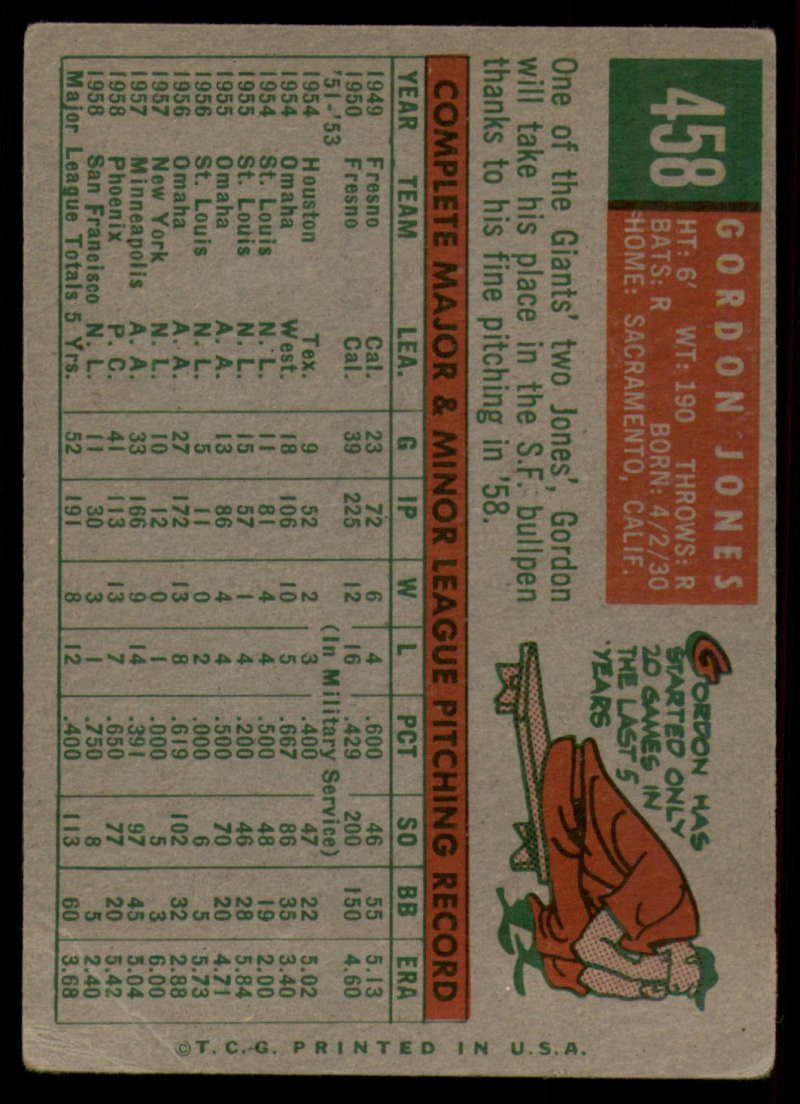 458
GORDON JONES
HT: 6' WT: 190 THROWS: R
BATS: R BORN: 4/2/30
HOME: SACRAMENTO, CALIF.
One of the Giants' two Jones', Gordon
will take his place in the S.F. bullpen
thanks to his fine pitching in '58.
GORDON HAS
STARTED ONLY
20 GAMES IN
THE LAST 5
YEARS
COMPLETE MAJOR & MINOR LEAGUE PITCHING RECORD
YEAR TEAM LEA. G IP W L PCT SO BB ERA
1949 Fresno Cal. 23 72 6 4 .600 46 55 5.13
1950 Fresno Cal. 39 225 12 16 .429 200 150 4.60
'51-'53 (In Military Service)
1954 Houston Tex. 9 52 2 3 .400 47 22 5.02
1954 Omaha West. 18 106 10 5 .667 86 35 3.40
1954 St. Louis N.L. 11 81 4 4 .500 48 19 2.00
1955 St. Louis N.L. 15 57 1 4 .200 46 28 5.84
1955 Omaha A.A. 13 86 4 4 .500 70 20 4.71
1956 St. Louis N.L. 5 11 0 2 .000 6 5 5.73
1956 Omaha A.A. 27 172 13 8 .619 102 32 2.88
1957 New York N.L. 10 12 0 1 .000 5 3 6.00
1957 Minneapolis A.A. 33 166 9 14 .391 97 45 5.04
1958 Phoenix P.C. 41 113 13 7 .650 77 20 5.42
1958 San Francisco N.L. 11 30 3 1 .750 8 5 2.40
Major League Totals 5 Yrs. 52 191 8 12 .400 113 60 3.68
©T.C.G. PRINTED IN U.S.A.